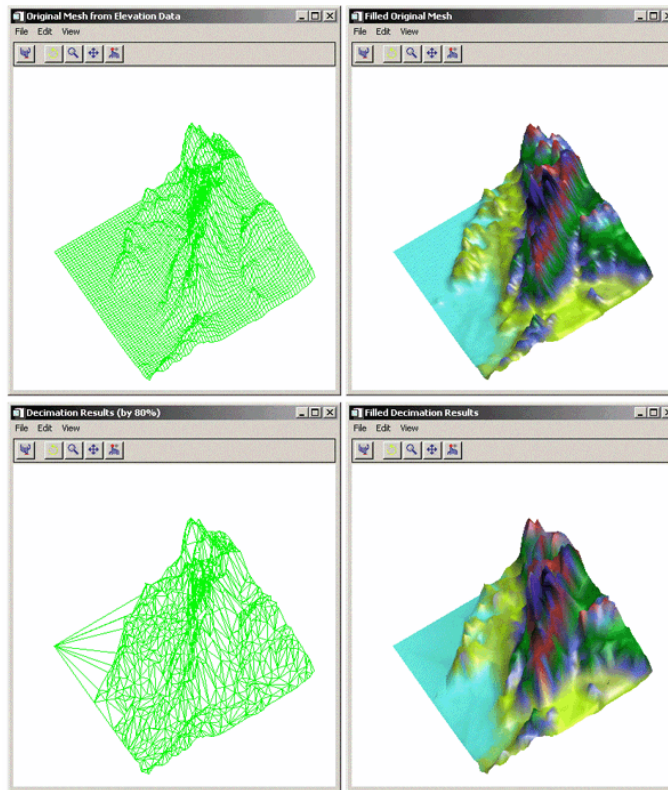 Original Mesh from Elevation Data
File Edit View
Filled Original Mesh
File Edit View
Decimation Results (by 80%)
File Edit View
Filled Decimation Results
File Edit View